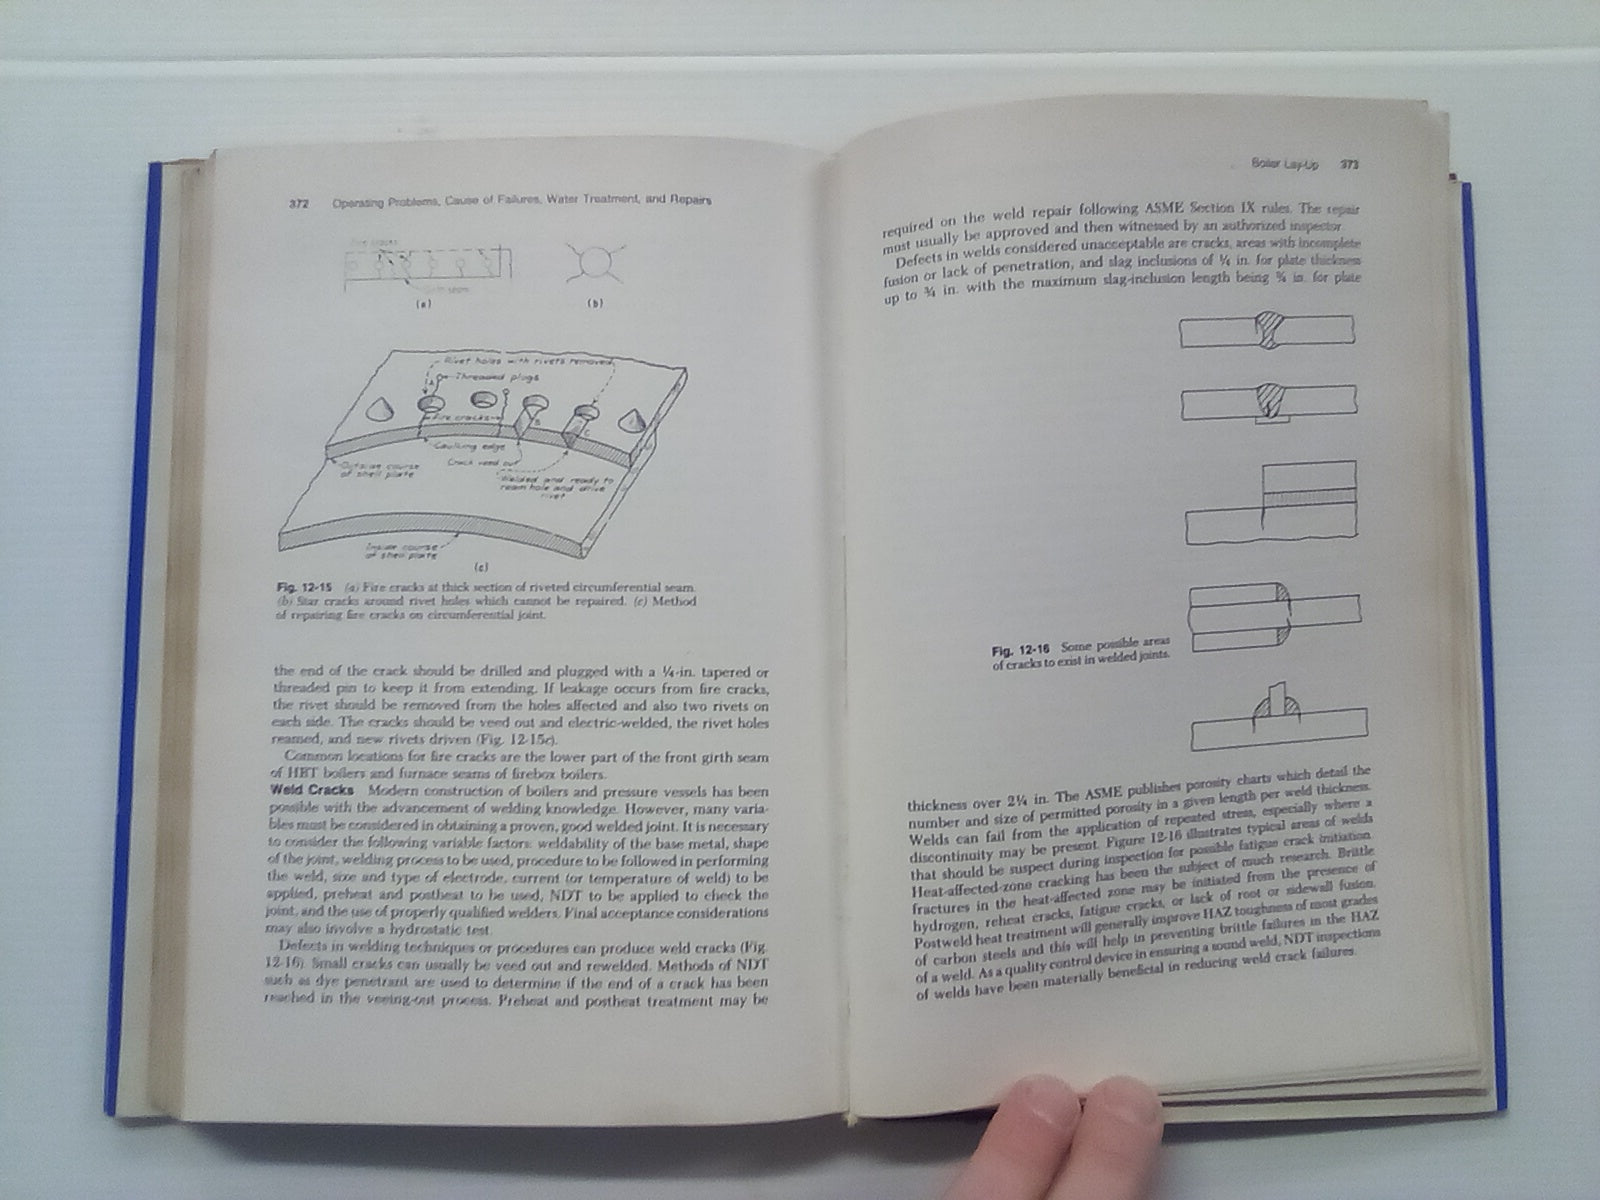 372 Operating Problems, Cause of Failures, Water Treatment, and Repairs
Fire cracks
(a)
(b)
Rivet holes with rivets removed
Threaded plugs
Fire cracks
Caulking edge
Crack veed out
Outside course
of shell plate
Welded and ready to
ream hole and drive
rivet
Inside course
of shell plate
(c)
Fig. 12-15 (a) Fire cracks at thick section of riveted circumferential seam.
(b) Star cracks around rivet holes which cannot be repaired. (c) Method
of repairing fire cracks on circumferential joint.
the end of the crack should be drilled and plugged with a ¼-in. tapered or
threaded pin to keep it from extending. If leakage occurs from fire cracks,
the rivet should be removed from the holes affected and also two rivets on
each side. The cracks should be veed out and electric-welded, the rivet holes
reamed, and new rivets driven (Fig. 12-15c).
Common locations for fire cracks are the lower part of the front girth seam
of HRT boilers and furnace seams of firebox boilers.
Weld Cracks Modern construction of boilers and pressure vessels has been
possible with the advancement of welding knowledge. However, many varia-
bles must be considered in obtaining a proven, good welded joint. It is necessary
to consider the following variable factors: weldability of the base metal, shape
of the joint, welding process to be used, procedure to be followed in performing
the weld, size and type of electrode, current (or temperature of weld) to be
applied, preheat and postheat to be used, NDT to be applied to check the
joint, and the use of properly qualified welders. Final acceptance considerations
may also involve a hydrostatic test.
Defects in welding techniques or procedures can produce weld cracks (Fig.
12-16). Small cracks can usually be veed out and rewelded. Methods of NDT
such as dye penetrant are used to determine if the end of a crack has been
reached in the veeing-out process. Preheat and postheat treatment may be
Boiler Lay-Up 373
required on the weld repair following ASME Section IX rules. The repair
must usually be approved and then witnessed by an authorized inspector.
Defects in welds considered unacceptable are cracks, areas with incomplete
fusion or lack of penetration, and slag inclusions of ¼ in. for plate thickness
up to ¾ in. with the maximum slag-inclusion length being ¾ in. for plate
Fig. 12-16 Some possible areas
of cracks to exist in welded joints.
thickness over 2¼ in. The ASME publishes porosity charts which detail the
number and size of permitted porosity in a given length per weld thickness.
Welds can fail from the application of repeated stress, especially where a
discontinuity may be present. Figure 12-16 illustrates typical areas of welds
that should be suspect during inspection for possible fatigue crack initiation.
Heat-affected-zone cracking has been the subject of much research. Brittle
fractures in the heat-affected zone may be initiated from the presence of
hydrogen, reheat cracks, fatigue cracks, or lack of root or sidewall fusion.
Postweld heat treatment will generally improve HAZ toughness of most grades
of carbon steels and this will help in preventing brittle failures in the HAZ
of a weld. As a quality control device in ensuring a sound weld, NDT inspections
of welds have been materially beneficial in reducing weld crack failures.